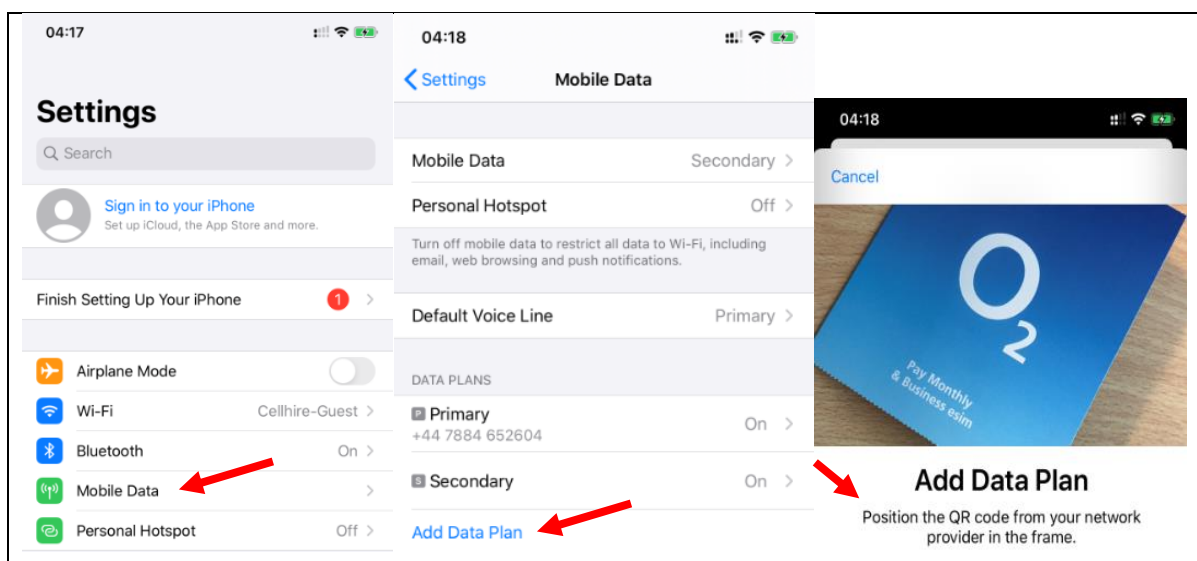 04:17
Settings
Search
Sign in to your iPhone
Set up iCloud, the App Store and more.
Finish Setting Up Your iPhone 1
Airplane Mode
Wi-Fi Cellhire-Guest
Bluetooth On
Mobile Data
Personal Hotspot Off
04:18
Settings Mobile Data
Mobile Data Secondary
Personal Hotspot Off
Turn off mobile data to restrict all data to Wi-Fi, including
email, web browsing and push notifications.
Default Voice Line Primary
DATA PLANS
P Primary On
+44 7884 652604
S Secondary On
Add Data Plan
04:18
Cancel
O2
Pay Monthly
& Business esim
Add Data Plan
Position the QR code from your network
provider in the frame.